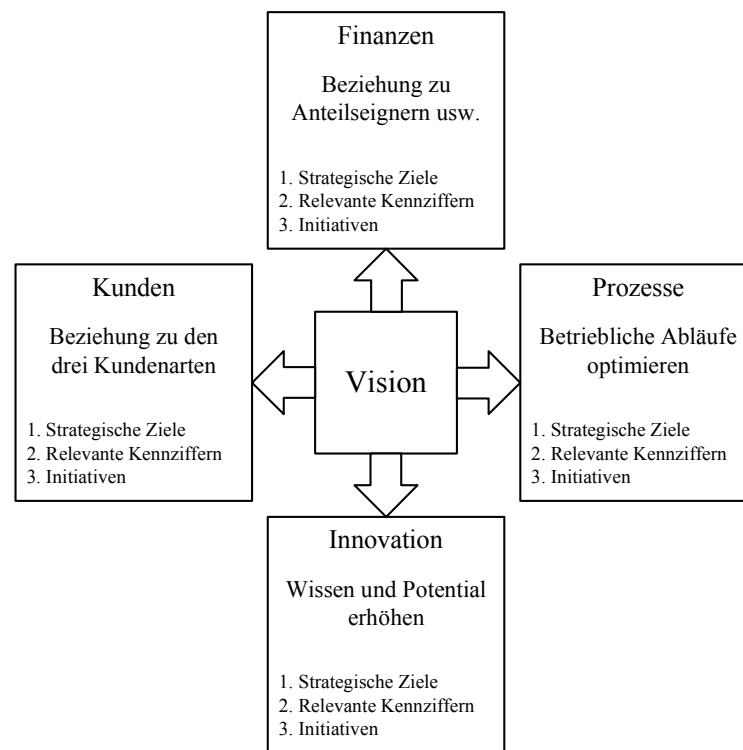 Finanzen
Beziehung zu
Anteilseignern usw.
1. Strategische Ziele
2. Relevante Kennziffern
3. Initiativen
Kunden
Beziehung zu den
drei Kundenarten
1. Strategische Ziele
2. Relevante Kennziffern
3. Initiativen
Vision
Prozesse
Betriebliche Abläufe
optimieren
1. Strategische Ziele
2. Relevante Kennziffern
3. Initiativen
Innovation
Wissen und Potential
erhöhen
1. Strategische Ziele
2. Relevante Kennziffern
3. Initiativen